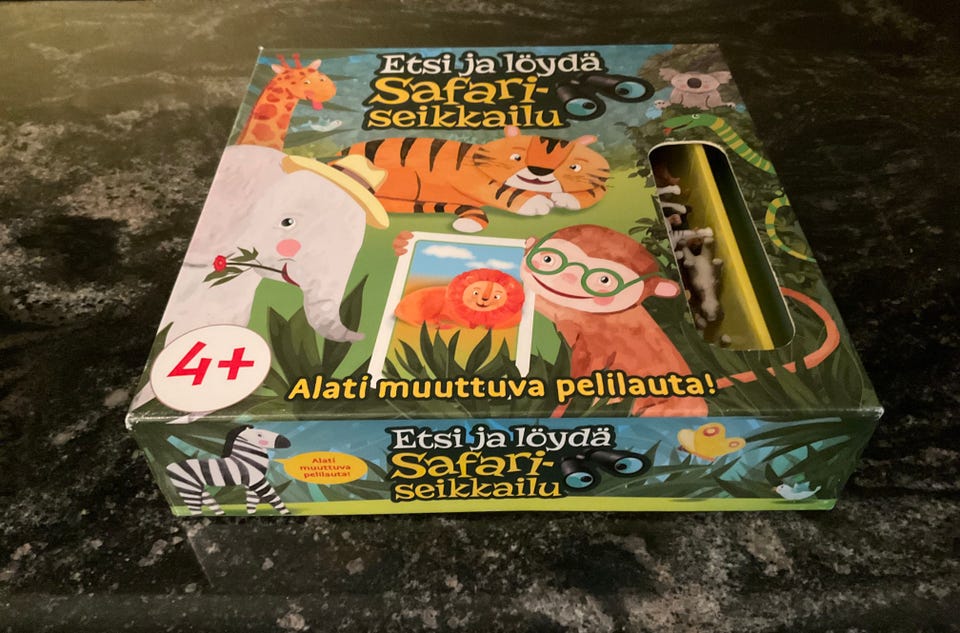 Etsi ja löydä
Safari-
seikkailu
4+
Alati muuttuva pelilauta!
Alati
muuttuva
pelilauta!
Etsi ja löydä
Safari-
seikkailu